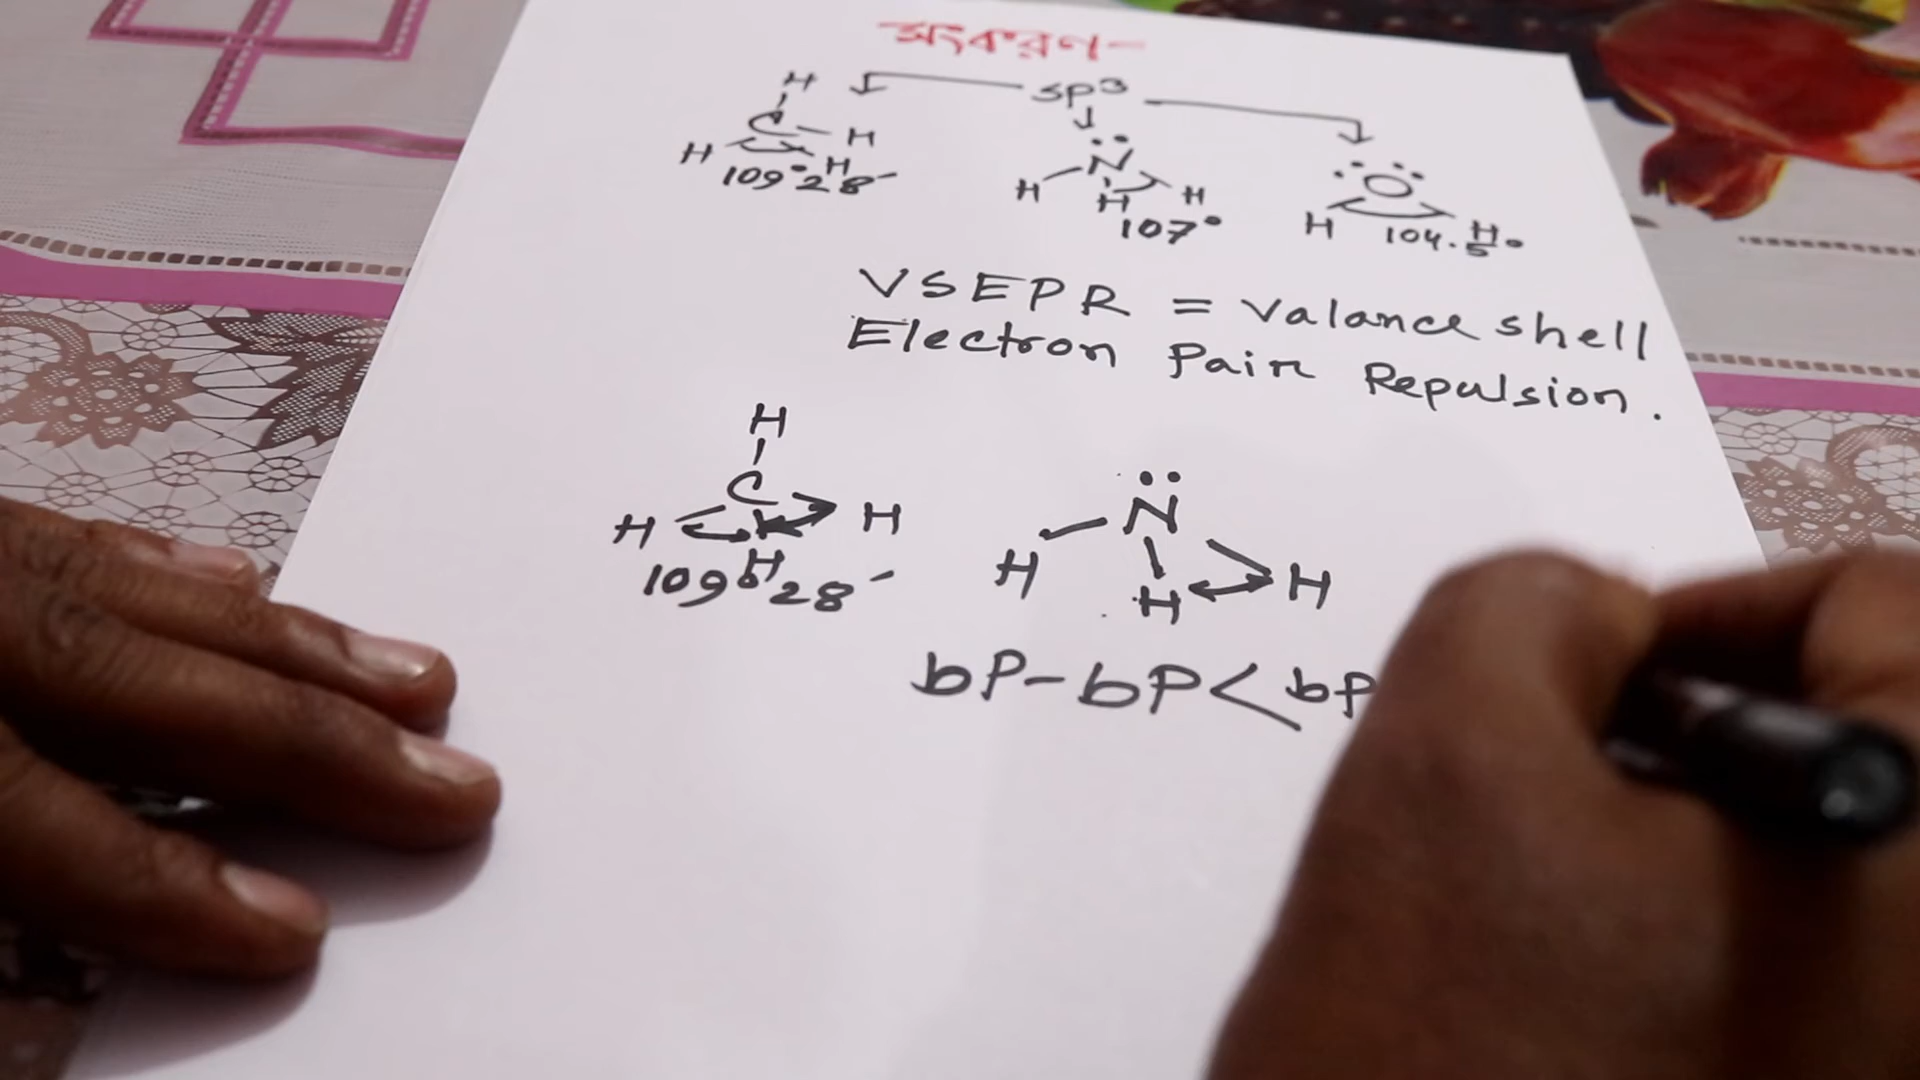 সংকরণ-
sp³
H
C - H
H H
109°28′
N
H H H
107°
O
H H
104.5°
VSEPR = Valance shell
Electron Pair Repulsion.
H
C
H H
H
109°28′
N
H H
H
bP-bP< bP